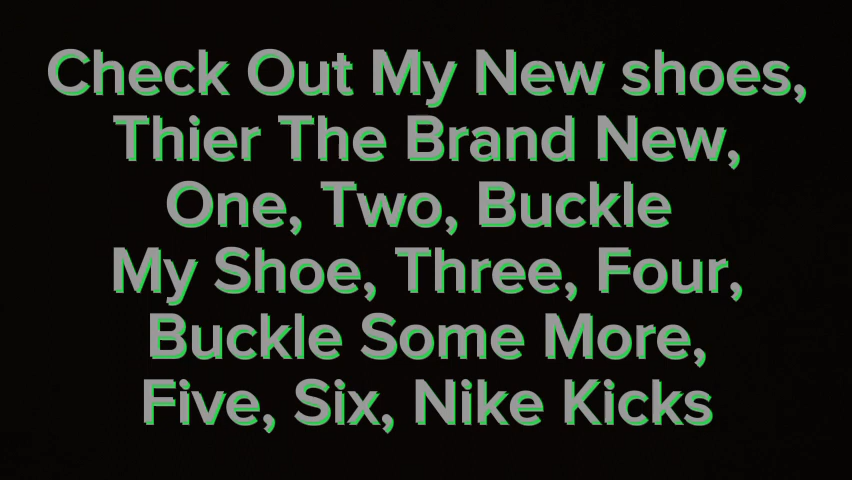 Check Out My New shoes,
Thier The Brand New,
One, Two, Buckle
My Shoe, Three, Four,
Buckle Some More,
Five, Six, Nike Kicks